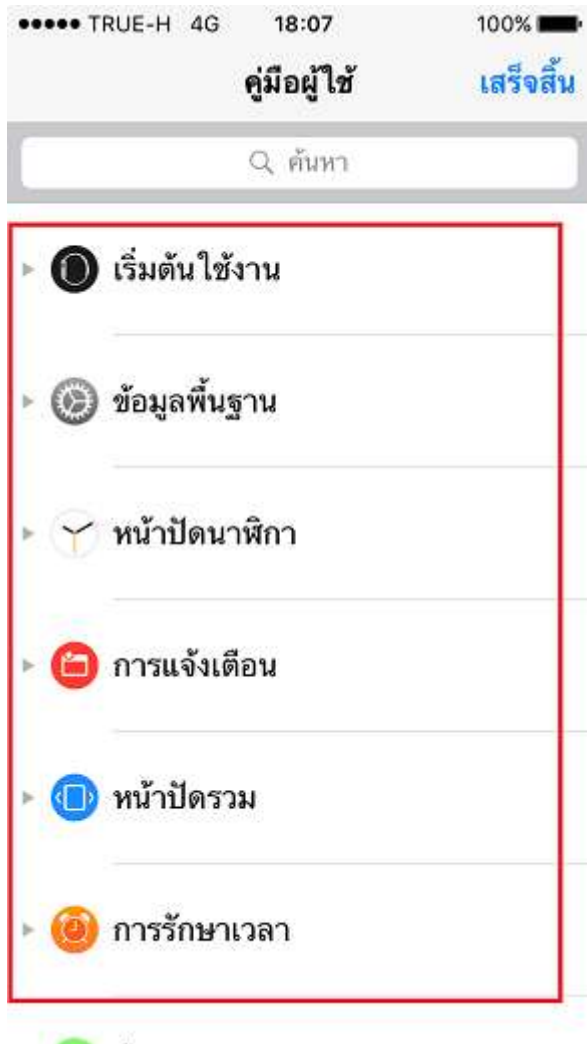 TRUE-H 4G 18:07 100%
คู่มือผู้ใช้ เสร็จสิ้น
ค้นหา
เริ่มต้นใช้งาน
ข้อมูลพื้นฐาน
หน้าปัดนาฬิกา
การแจ้งเตือน
หน้าปัดรวม
การรักษาเวลา